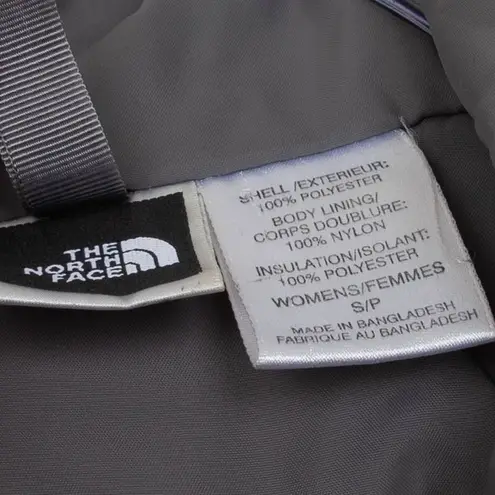 THE
NORTH
FACE
SHELL /EXTERIEUR:
100% POLYESTER
BODY LINING/
CORPS DOUBLURE:
100% NYLON
INSULATION/ISOLANT:
100% POLYESTER
WOMENS/FEMMES
S/P
MADE IN BANGLADESH
FABRIQUE AU BANGLADESH